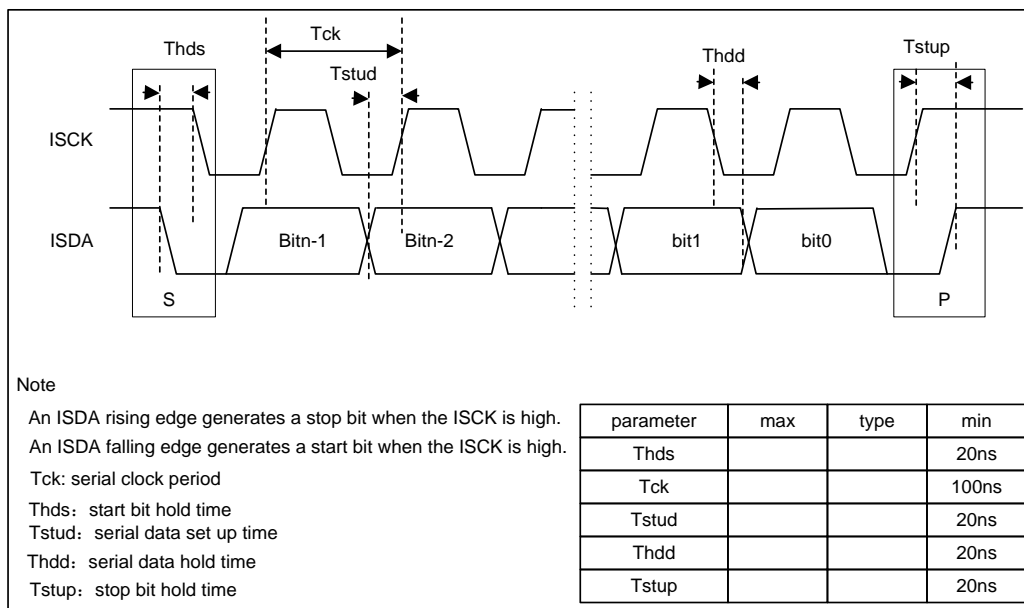 Tck
Thds
Thdd
Tstup
Tstud
ISCK
ISDA
Bitn-1
Bitn-2
bit1
bit0
S
P
Note
An ISDA rising edge generates a stop bit when the ISCK is high.
An ISDA falling edge generates a start bit when the ISCK is high.
Tck: serial clock period
Thds：start bit hold time
Tstud：serial data set up time
Thdd：serial data hold time
Tstup：stop bit hold time
parameter max type min
Thds 20ns
Tck 100ns
Tstud 20ns
Thdd 20ns
Tstup 20ns